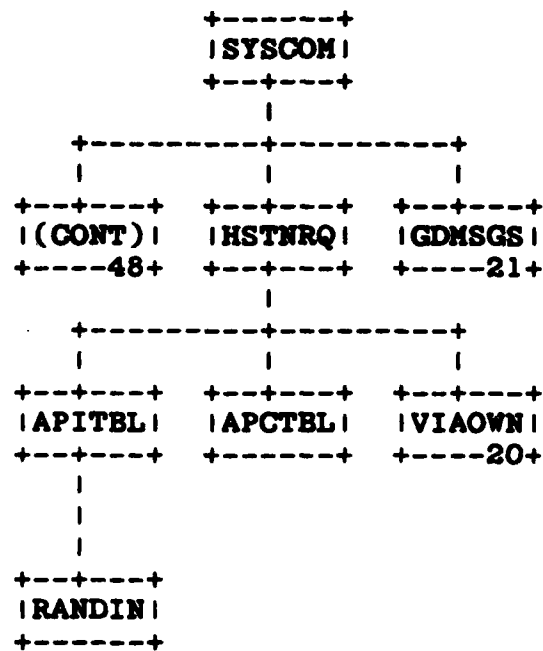 SYSCOM
(CONT) HSTNRQ GDMSGS
48 21
APITBL APCTBL VIAOWN
20
RANDIN